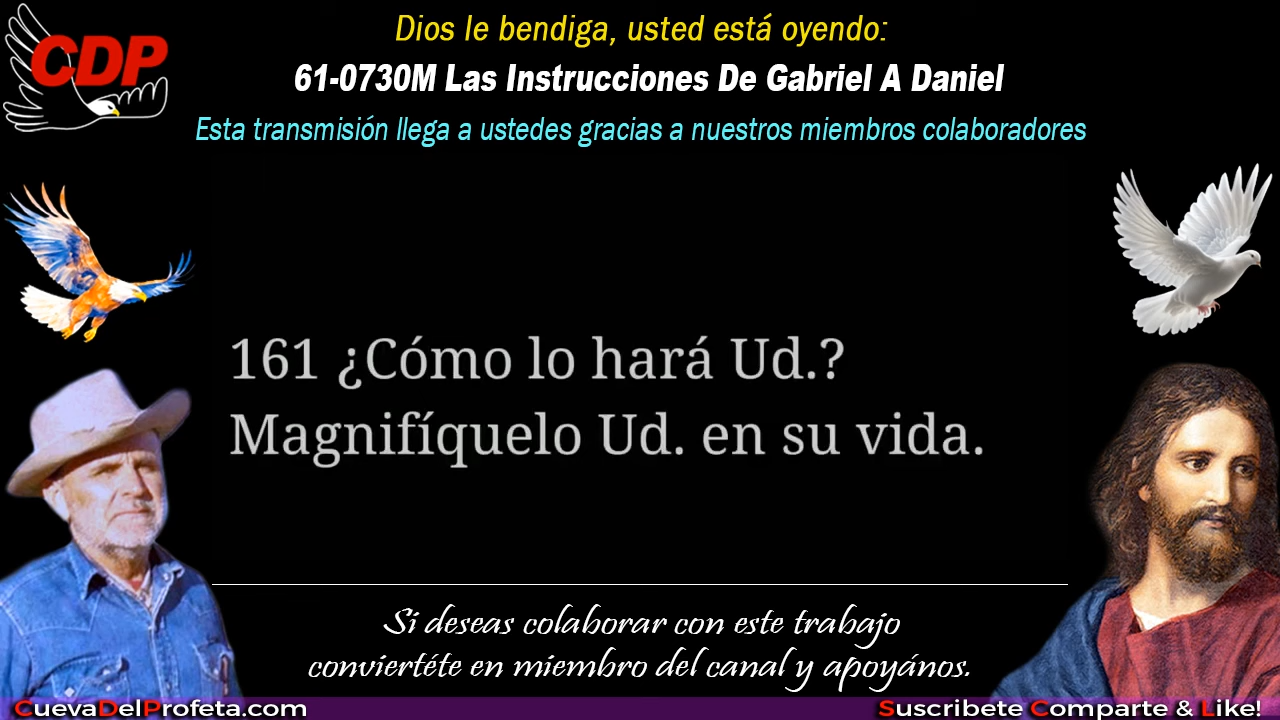 CDP
Dios le bendiga, usted está oyendo:
61-0730M Las Instrucciones De Gabriel A Daniel
Esta transmisión llega a ustedes gracias a nuestros miembros colaboradores
161 ¿Cómo lo hará Ud.?
Magnifíquelo Ud. en su vida.
Si deseas colaborar con este trabajo
conviertéte en miembro del canal y apoyános.
CuevaDelProfeta.com
Suscribete Comparte & Like!